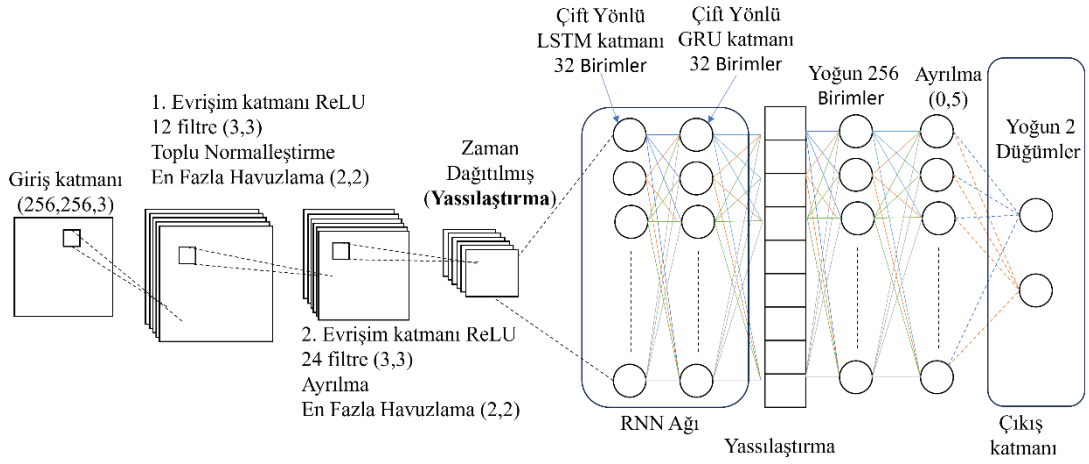 Giriş katmanı
(256,256,3)
1. Evrişim katmanı ReLU
12 filtre (3,3)
Toplu Normalleştirme
En Fazla Havuzlama (2,2)
2. Evrişim katmanı ReLU
24 filtre (3,3)
Ayrılma
En Fazla Havuzlama (2,2)
Zaman
Dağıtılmış
(Yassılaştırma)
Çift Yönlü
LSTM katmanı
32 Birimler
Çift Yönlü
GRU katmanı
32 Birimler
RNN Ağı
Yassılaştırma
Yoğun 256
Birimler
Ayrılma
(0,5)
Yoğun 2
Düğümler
Çıkış
katmanı